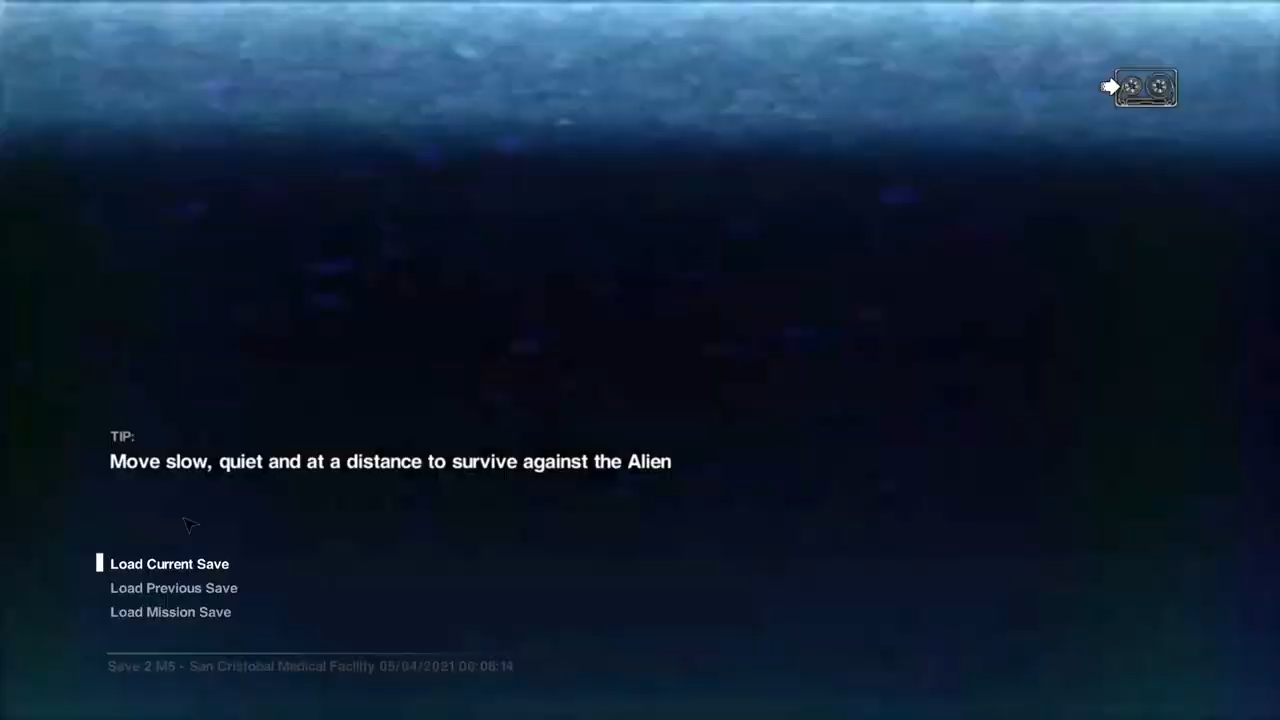 TIP:
Move slow, quiet and at a distance to survive against the Alien
Load Current Save
Load Previous Save
Load Mission Save
Save 2 M5 - San Cristobal Medical Facility 05/04/2021 00:06:14